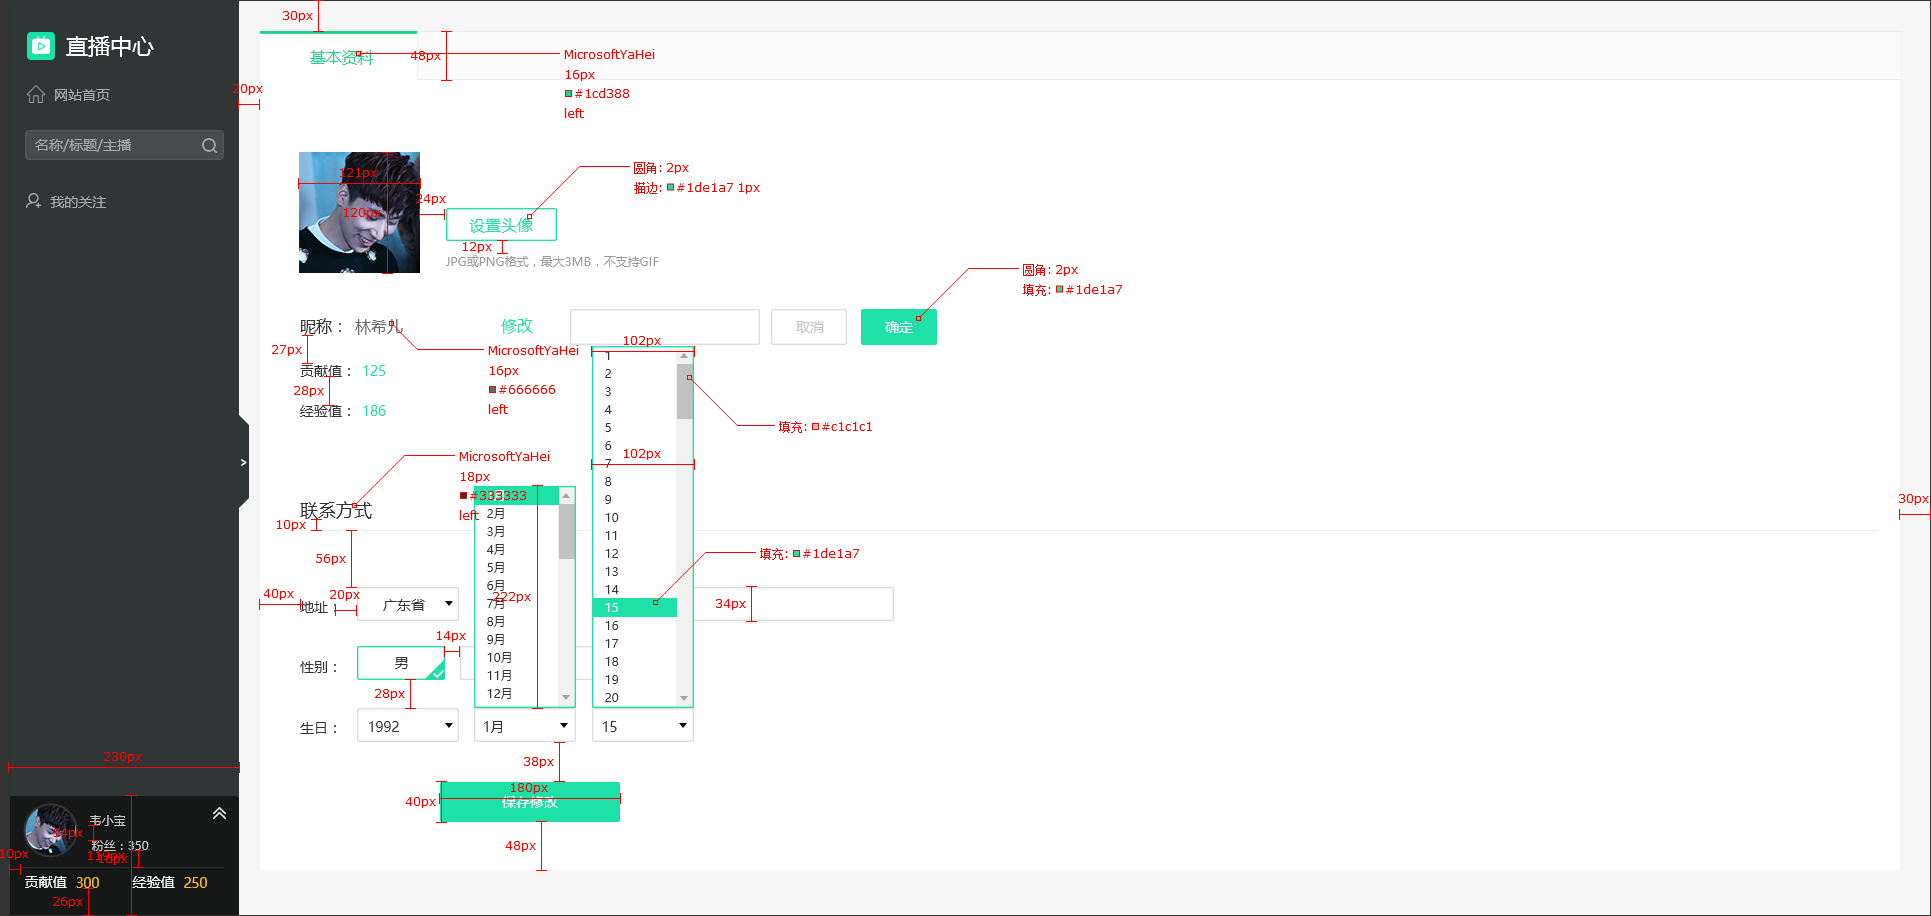 30px
直播中心
基本资料
48px
MicrosoftYaHei
16px
#1cd388
left
20px
网站首页
名称/标题/主播
我的关注
121px
120px
24px
圆角: 2px
描边: #1de1a7 1px
设置头像
12px
JPG或PNG格式，最大3MB，不支持GIF
圆角: 2px
填充: #1de1a7
昵称：
林希儿
修改
取消
确定
27px
MicrosoftYaHei
16px
#666666
left
贡献值： 125
28px
经验值： 186
102px
1
2
3
4
5
6
7
8
9
10
11
12
13
14
15
16
17
18
19
20
填充: #c1c1c1
102px
>
MicrosoftYaHei
18px
#333333
left
联系方式
10px
30px
2月
3月
4月
5月
6月
7月
8月
9月
10月
11月
12月
222px
填充: #1de1a7
56px
40px
地址：
20px
广东省
34px
14px
性别：
男
28px
生日：
1992
1月
15
38px
180px
40px
保存修改
48px
230px
韦小宝
14px
粉丝：350
10px
110px
16px
贡献值 300
经验值 250
26px